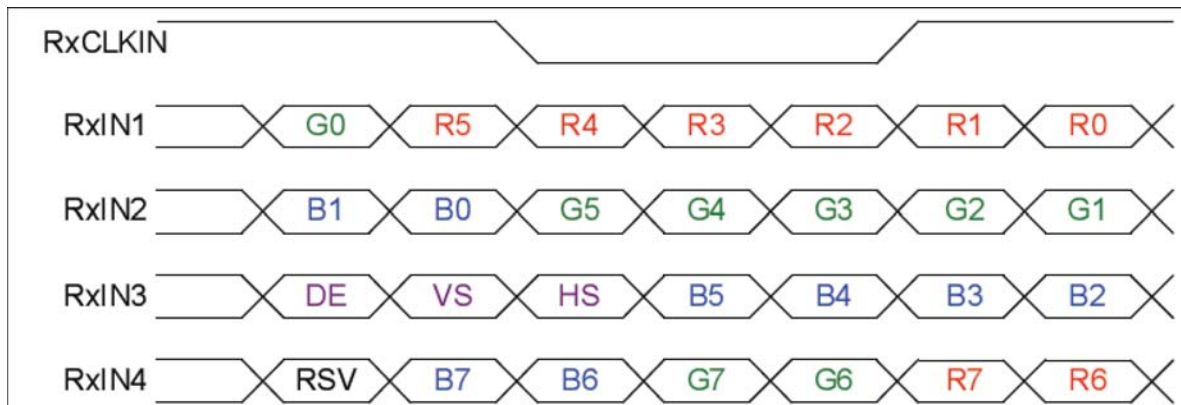 RxCLKIN
RxIN1 G0 R5 R4 R3 R2 R1 R0
RxIN2 B1 B0 G5 G4 G3 G2 G1
RxIN3 DE VS HS B5 B4 B3 B2
RxIN4 RSV B7 B6 G7 G6 R7 R6